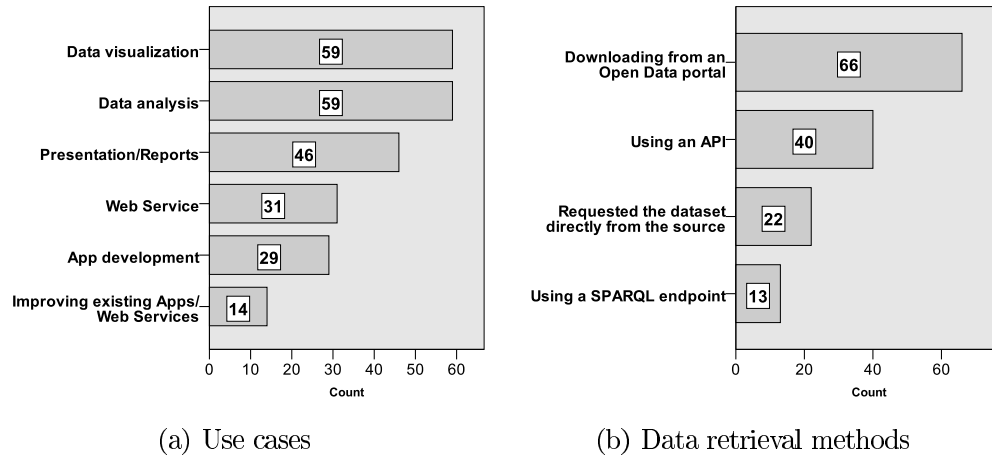 Data visualization
59
Data analysis
59
Presentation/Reports
46
Web Service
31
App development
29
Improving existing Apps/
Web Services
14
0 10 20 30 40 50 60
Count
(a) Use cases
Downloading from an
Open Data portal
66
Using an API
40
Requested the dataset
directly from the source
22
Using a SPARQL endpoint
13
0 20 40 60
Count
(b) Data retrieval methods